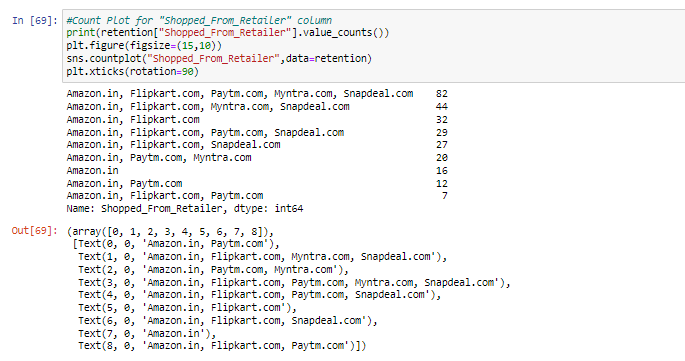 In [69]: #Count Plot for "Shopped_From_Retailer" column
print(retention["Shopped_From_Retailer"].value_counts())
plt.figure(figsize=(15,10))
sns.countplot("Shopped_From_Retailer",data=retention)
plt.xticks(rotation=90)
Amazon.in, Flipkart.com, Paytm.com, Myntra.com, Snapdeal.com    82
Amazon.in, Flipkart.com, Myntra.com, Snapdeal.com               44
Amazon.in, Flipkart.com                                         32
Amazon.in, Flipkart.com, Paytm.com, Snapdeal.com                29
Amazon.in, Flipkart.com, Snapdeal.com                           27
Amazon.in, Paytm.com, Myntra.com                                20
Amazon.in                                                       16
Amazon.in, Paytm.com                                            12
Amazon.in, Flipkart.com, Paytm.com                               7
Name: Shopped_From_Retailer, dtype: int64
Out[69]: (array([0, 1, 2, 3, 4, 5, 6, 7, 8]),
[Text(0, 0, 'Amazon.in, Paytm.com'),
Text(1, 0, 'Amazon.in, Flipkart.com, Myntra.com, Snapdeal.com'),
Text(2, 0, 'Amazon.in, Paytm.com, Myntra.com'),
Text(3, 0, 'Amazon.in, Flipkart.com, Paytm.com, Myntra.com, Snapdeal.com'),
Text(4, 0, 'Amazon.in, Flipkart.com, Paytm.com, Snapdeal.com'),
Text(5, 0, 'Amazon.in, Flipkart.com'),
Text(6, 0, 'Amazon.in, Flipkart.com, Snapdeal.com'),
Text(7, 0, 'Amazon.in'),
Text(8, 0, 'Amazon.in, Flipkart.com, Paytm.com')])